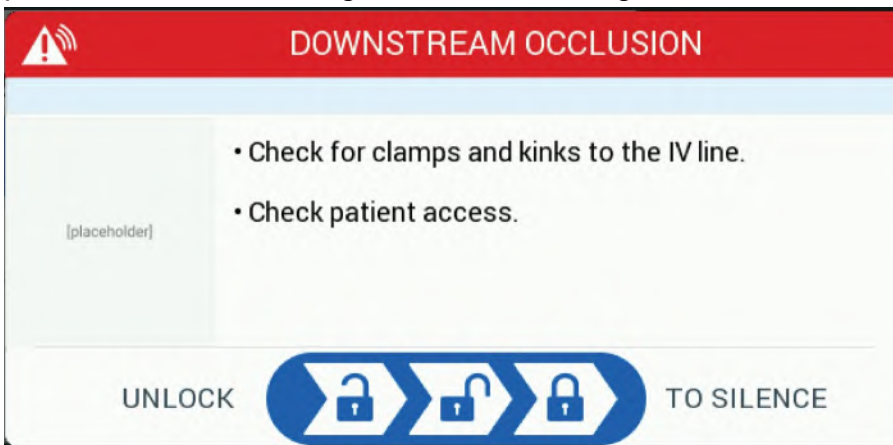 DOWNSTREAM OCCLUSION
• Check for clamps and kinks to the IV line.
• Check patient access.
[placeholder]
UNLOCK TO SILENCE